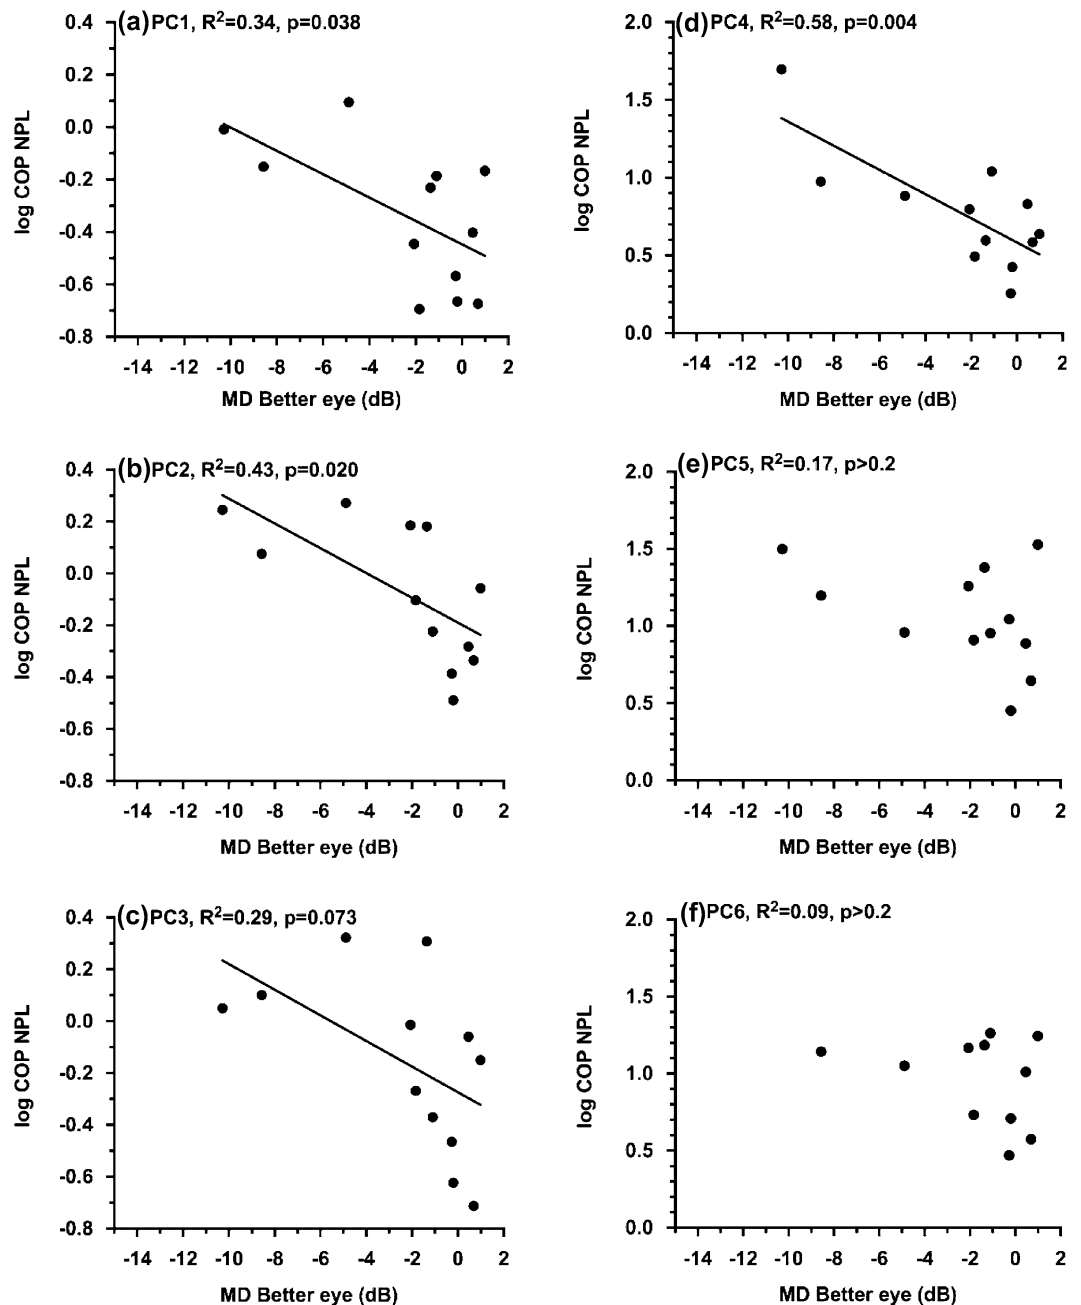 (a)PC1, R²=0.34, p=0.038
0.4
0.2
0.0
-0.2
-0.4
-0.6
-0.8
log COP NPL
-14 -12 -10 -8 -6 -4 -2 0 2
MD Better eye (dB)
(d)PC4, R²=0.58, p=0.004
2.0
1.5
1.0
0.5
0.0
log COP NPL
-14 -12 -10 -8 -6 -4 -2 0 2
MD Better eye (dB)
(b)PC2, R²=0.43, p=0.020
0.4
0.2
0.0
-0.2
-0.4
-0.6
-0.8
log COP NPL
-14 -12 -10 -8 -6 -4 -2 0 2
MD Better eye (dB)
(e)PC5, R²=0.17, p>0.2
2.0
1.5
1.0
0.5
0.0
log COP NPL
-14 -12 -10 -8 -6 -4 -2 0 2
MD Better eye (dB)
(c)PC3, R²=0.29, p=0.073
0.4
0.2
0.0
-0.2
-0.4
-0.6
-0.8
log COP NPL
-14 -12 -10 -8 -6 -4 -2 0 2
MD Better eye (dB)
(f)PC6, R²=0.09, p>0.2
2.0
1.5
1.0
0.5
0.0
log COP NPL
-14 -12 -10 -8 -6 -4 -2 0 2
MD Better eye (dB)